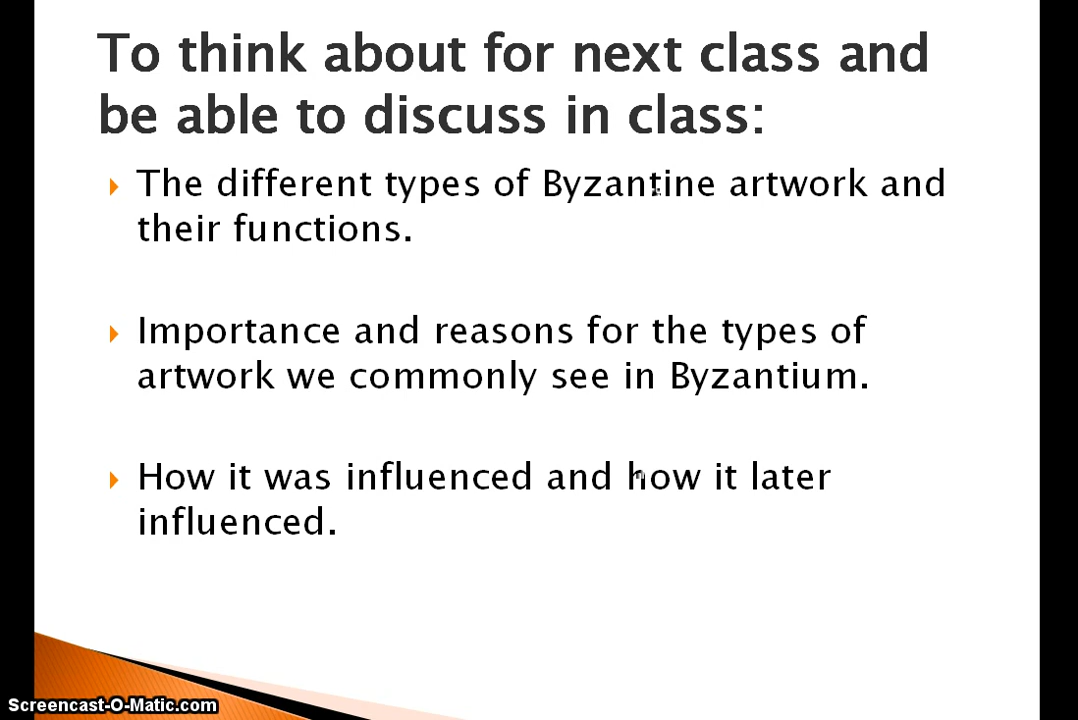 To think about for next class and
be able to discuss in class:
The different types of Byzantine artwork and
their functions.
Importance and reasons for the types of
artwork we commonly see in Byzantium.
How it was influenced and how it later
influenced.
Screencast-O-Matic.com